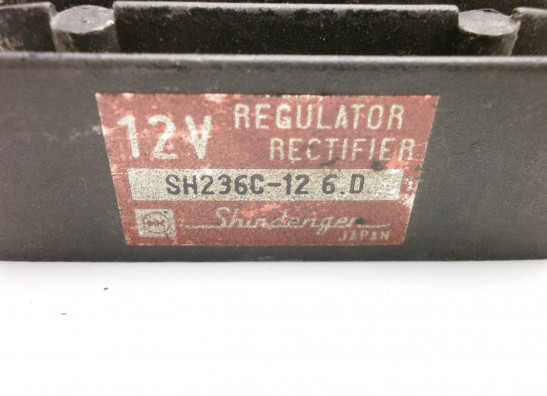 12V REGULATOR
RECTIFIER
SH236C-12 6.D
Shindengen
JAPAN